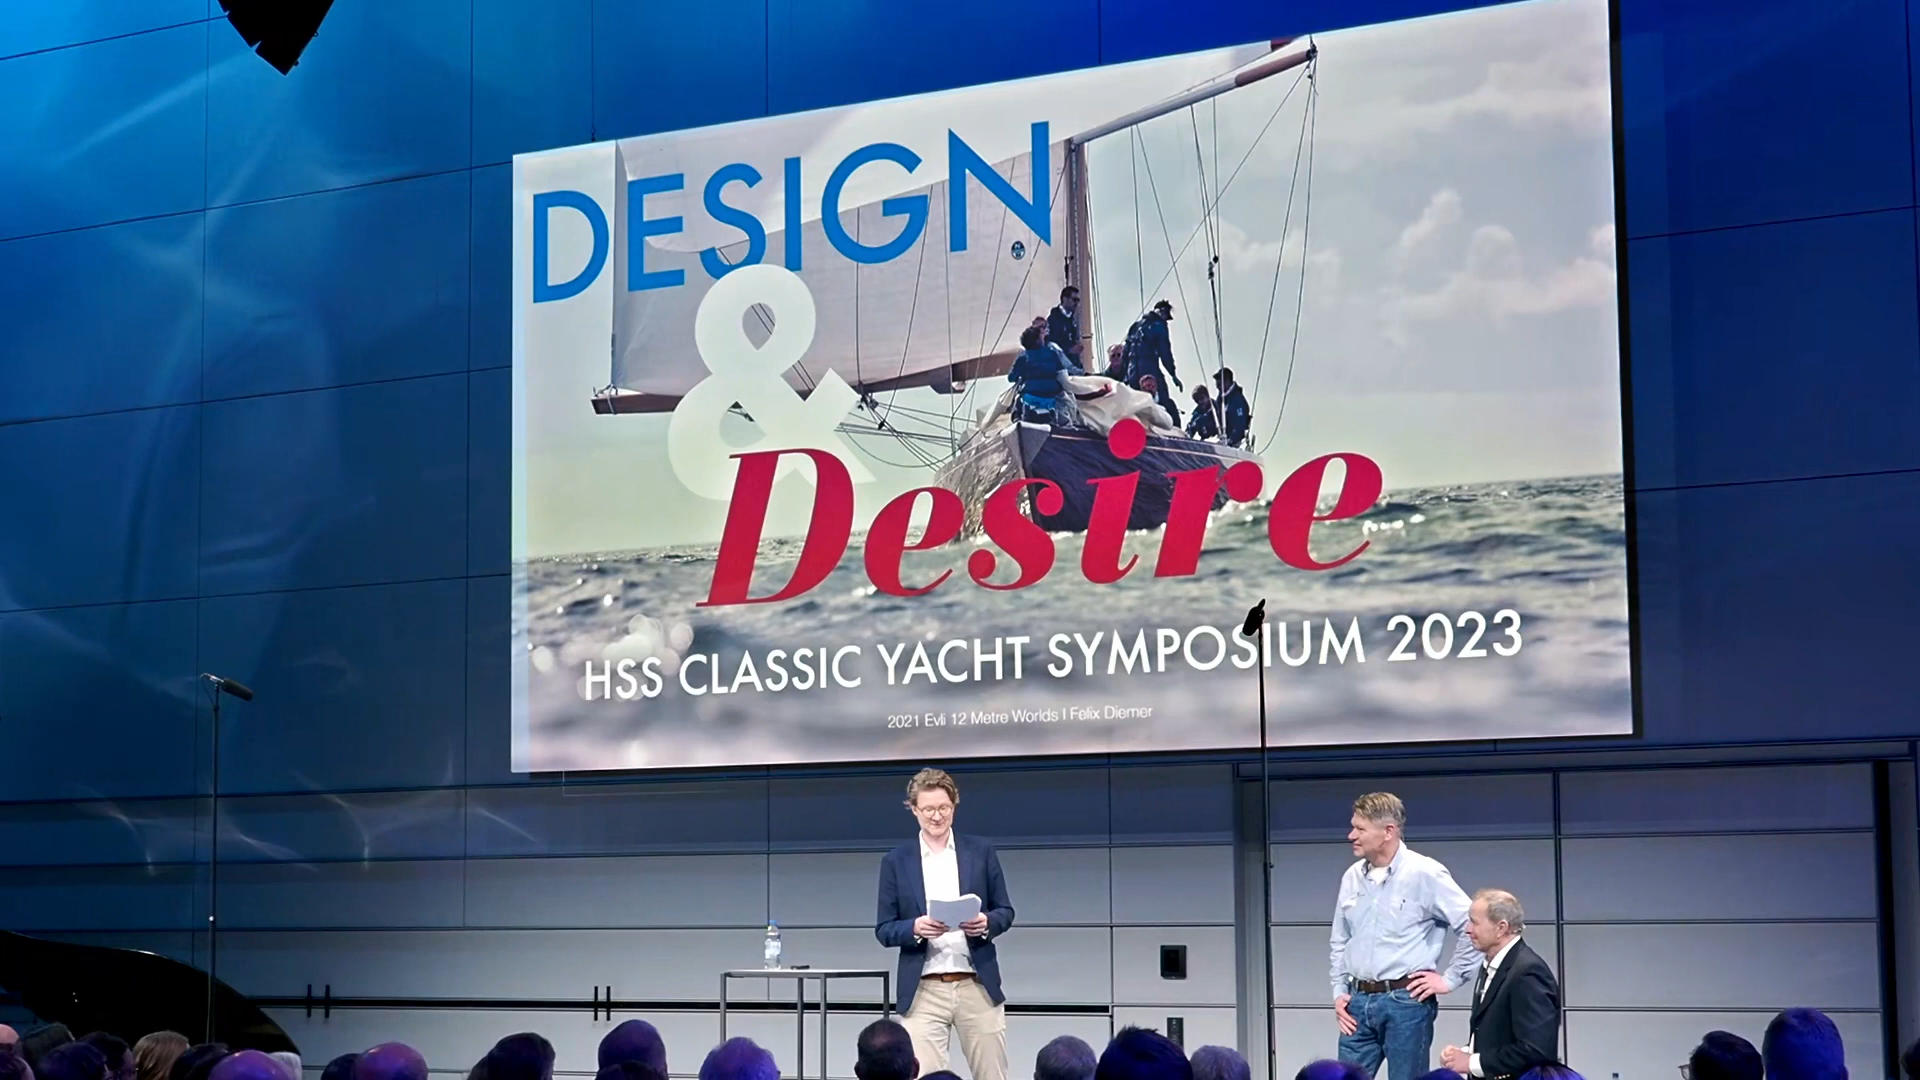 DESIGN
&
Desire
HSS CLASSIC YACHT SYMPOSIUM 2023
2021 Evli 12 Metre Worlds I Felix Diemer